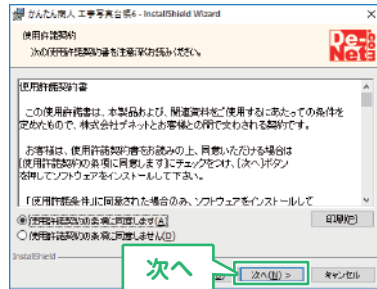 かんたん商人 工事写真台帳6 - InstallShield Wizard
使用許諾契約
次の使用許諾契約書を注意深くお読みください。
De-
Net
使用許諾契約書
この使用許諾書は、本製品および、関連資料をご使用するにあたっての条件を
定めたもので、株式会社デネットとお客様との間で交わされる契約です。
お客様は、使用許諾契約書をお読みの上、同意いただける場合は
[使用許諾契約の条項に同意します]にチェックをつけ、[次へ]ボタン
を押してソフトウェアをインストールして下さい。
「使用許諾条件」に同意された場合のみ、ソフトウェアをインストールして
使用許諾契約の条項に同意します(A)
印刷(P)
使用許諾契約の条項に同意しません(D)
InstallShield
次へ
次へ(N) >
キャンセル